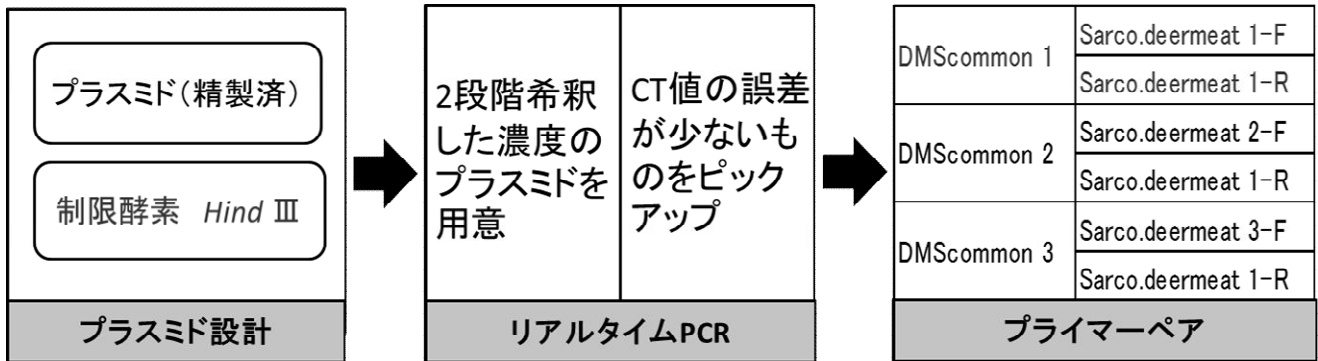 プラスミド（精製済）
制限酵素 Hind Ⅲ
プラスミド設計
2段階希釈
した濃度の
プラスミドを
用意
CT値の誤差
が少ないも
のをピック
アップ
リアルタイムPCR
DMScommon 1
Sarco.deermeat 1-F
Sarco.deermeat 1-R
DMScommon 2
Sarco.deermeat 2-F
Sarco.deermeat 1-R
DMScommon 3
Sarco.deermeat 3-F
Sarco.deermeat 1-R
プライマーペア